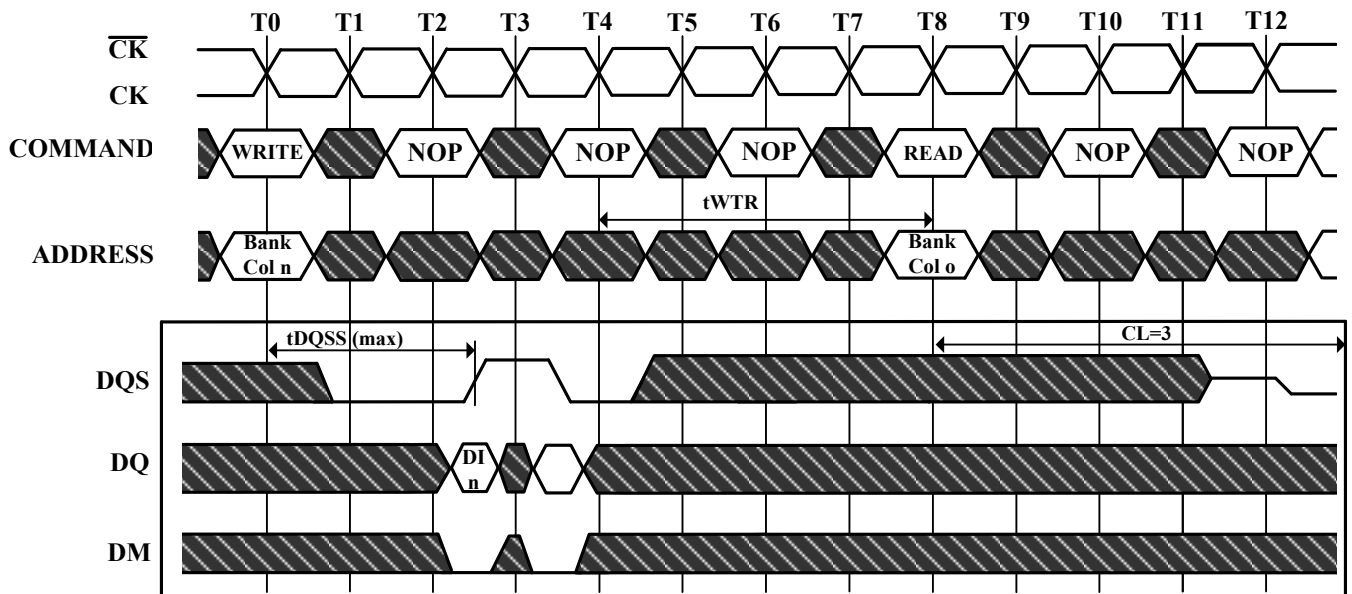 T0 T1 T2 T3 T4 T5 T6 T7 T8 T9 T10 T11 T12
CK
CK
COMMAND WRITE NOP NOP NOP READ NOP NOP
tWTR
ADDRESS Bank Col n Bank Col o
tDQSS (max) CL=3
DQS
DQ DI n
DM